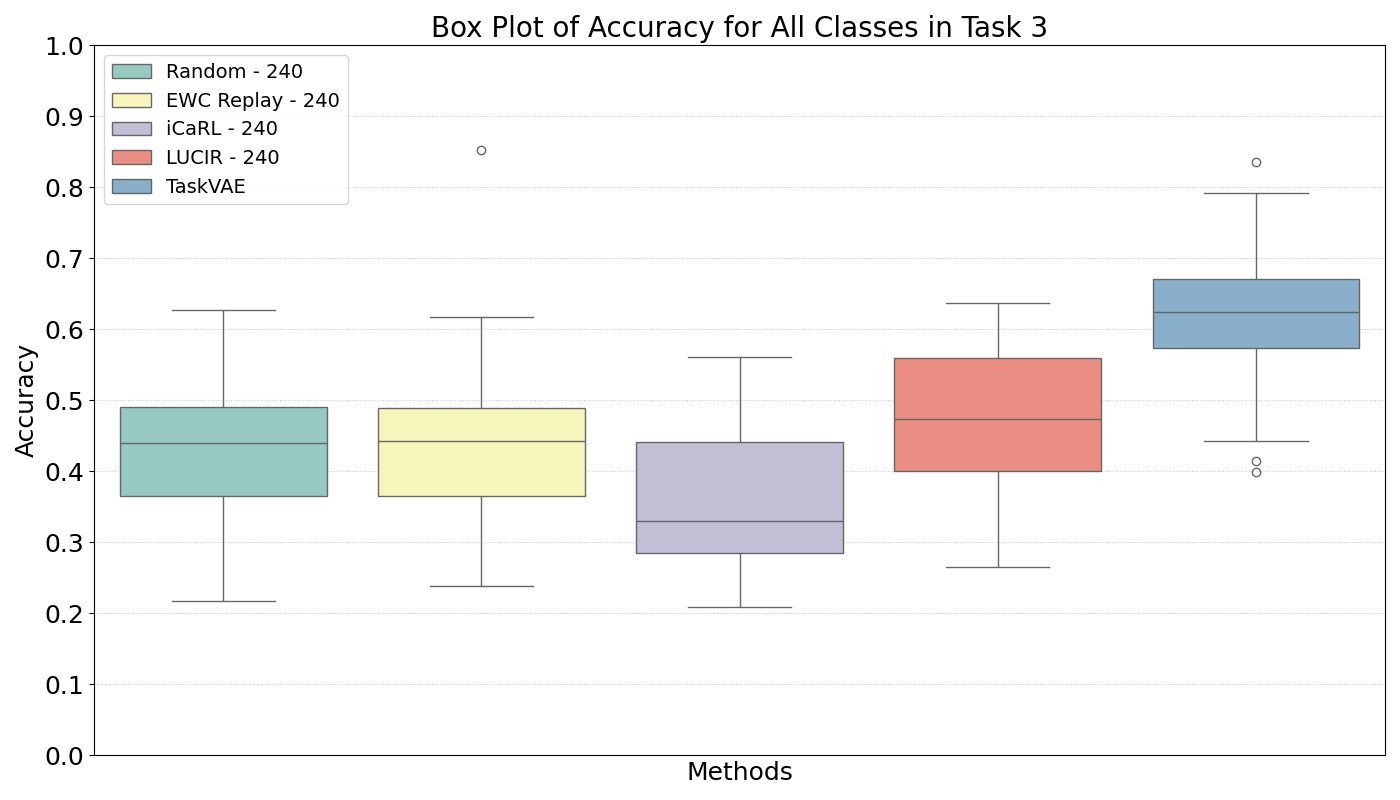 Box Plot of Accuracy for All Classes in Task 3
1.0
0.9
0.8
0.7
0.6
0.5
0.4
0.3
0.2
0.1
0.0
Accuracy
Random - 240
EWC Replay - 240
iCaRL - 240
LUCIR - 240
TaskVAE
Methods